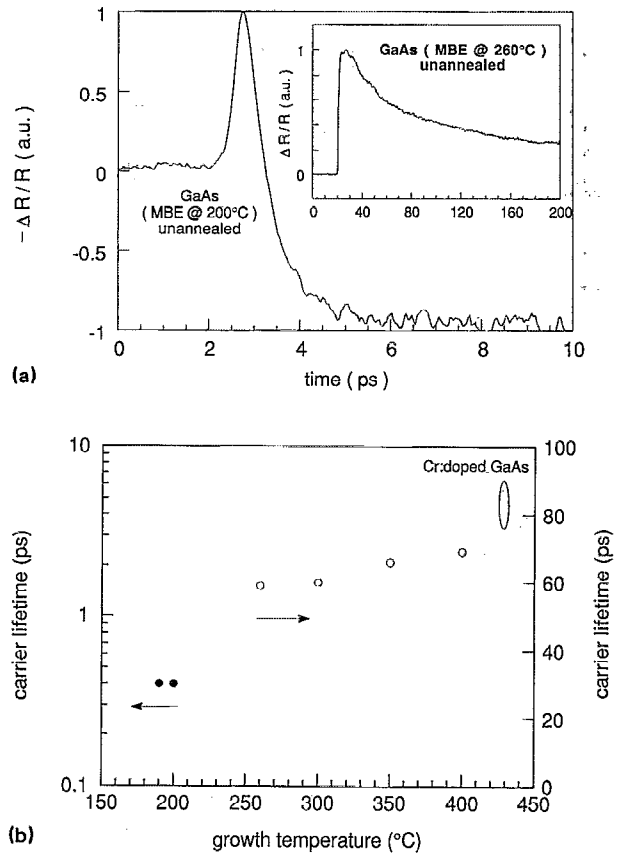 1
0.5
0
-0.5
-1
- Δ R / R ( a.u. )
GaAs
( MBE @ 200°C )
unannealed
GaAs ( MBE @ 260°C )
unannealed
Δ R / R ( a.u. )
1
0
0 40 80 120 160 200
0 2 4 6 8 10
time ( ps )
(a)
10
1
0.1
carrier lifetime (ps)
Cr:doped GaAs
100
80
60
40
20
0
carrier lifetime (ps)
150 200 250 300 350 400 450
growth temperature (°C)
(b)